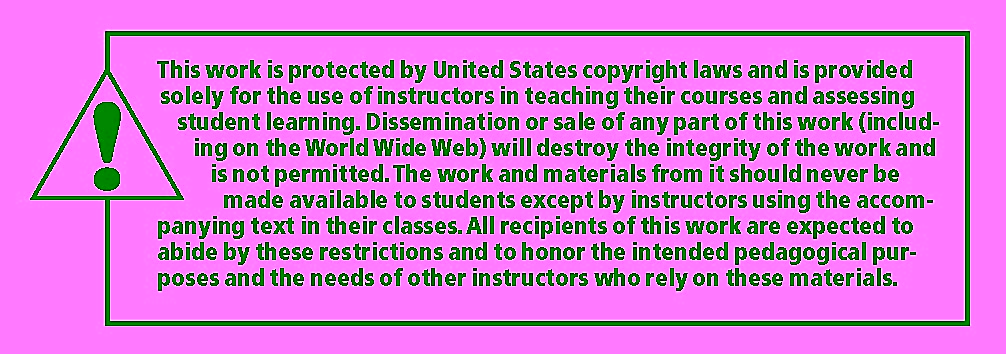 This work is protected by United States copyright laws and is provided
solely for the use of instructors in teaching their courses and assessing
student learning. Dissemination or sale of any part of this work (includ-
ing on the World Wide Web) will destroy the integrity of the work and
is not permitted. The work and materials from it should never be
made available to students except by instructors using the accom-
panying text in their classes. All recipients of this work are expected to
abide by these restrictions and to honor the intended pedagogical pur-
poses and the needs of other instructors who rely on these materials.